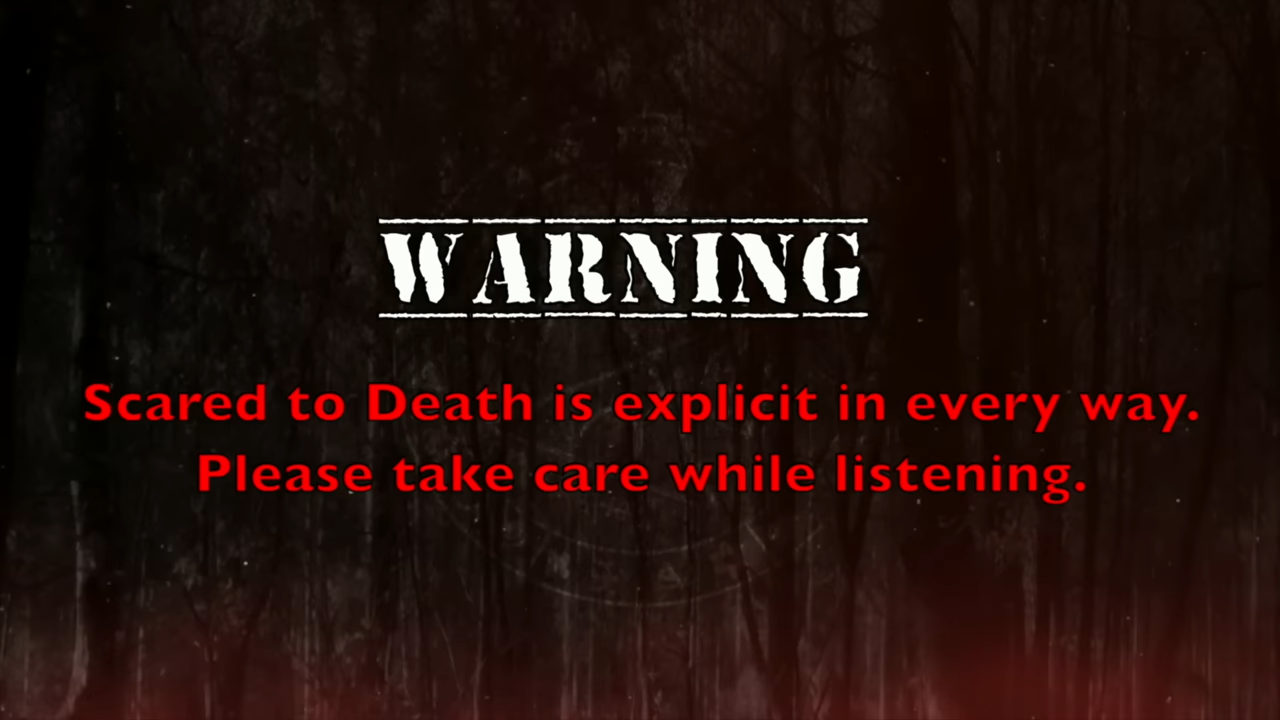 WARNING
Scared to Death is explicit in every way.
Please take care while listening.